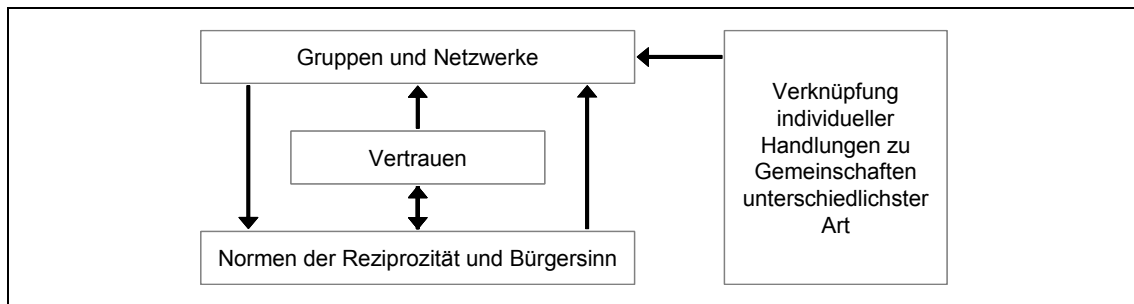 Gruppen und Netzwerke
Vertrauen
Normen der Reziprozität und Bürgersinn
Verknüpfung
individueller
Handlungen zu
Gemeinschaften
unterschiedlichster
Art